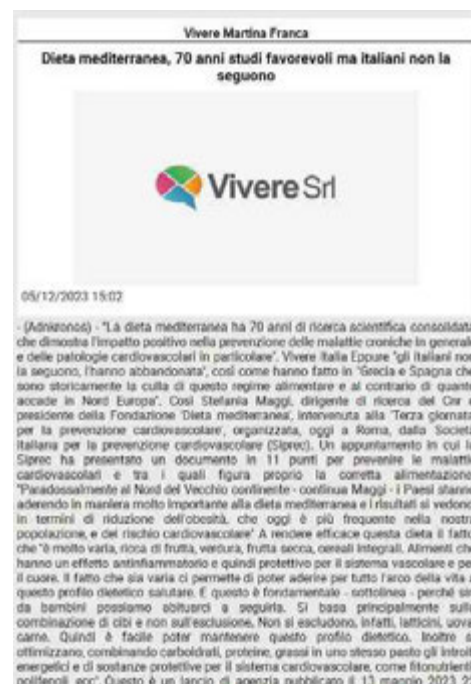 Vivere Martina Franca
Dieta mediterranea, 70 anni studi favorevoli ma italiani non la
seguono
Vivere Srl
05/12/2023 15:02
- (Adnkronos) - "La dieta mediterranea ha 70 anni di ricerca scientifica consolidata
che dimostra l'impatto positivo nella prevenzione delle malattie croniche in generale
e delle patologie cardiovascolari in particolare". Vivere Italia Eppure "gli italiani non
la seguono, l'hanno abbandonata", così come hanno fatto in "Grecia e Spagna che
sono storicamente la culla di questo regime alimentare e al contrario di quanto
accade in Nord Europa". Così Stefania Maggi, dirigente di ricerca del Cnr e
presidente della Fondazione 'Dieta mediterranea', intervenuta alla 'Terza giornata
per la prevenzione cardiovascolare', organizzata, oggi a Roma, dalla Società
italiana per la prevenzione cardiovascolare (Siprec). Un appuntamento in cui la
Siprec ha presentato un documento in 11 punti per prevenire le malattie
cardiovascolari e tra i quali figura proprio la corretta alimentazione.
"Paradossalmente al Nord del Vecchio continente - continua Maggi - i Paesi stanno
aderendo in maniera molto importante alla dieta mediterranea e i risultati si vedono
in termini di riduzione dell'obesità, che oggi è più frequente nella nostra
popolazione, e del rischio cardiovascolare" A rendere efficace questa dieta il fatto
che "è molto varia, ricca di frutta, verdura, frutta secca, cereali integrali. Alimenti che
hanno un effetto antinfiammatorio e quindi protettivo per il sistema vascolare e per
il cuore. Il fatto che sia varia ci permette di poter aderire per tutto l'arco della vita a
questo profilo dietetico salutare. E questo è fondamentale - sottolinea - perché sin
da bambini possiamo abituarci a seguirla. Si basa principalmente sulla
combinazione di cibi e non sull'esclusione. Non si escludono, infatti, latticini, uova,
carne. Quindi è facile poter mantenere questo profilo dietetico. Inoltre si
ottimizzano, combinando carboidrati, proteine, grassi in uno stesso pasto gli introiti
energetici e di sostanze protettive per il sistema cardiovascolare, come fitonutrienti
polifenoli, ecc" Questo è un lancio di agenzia pubblicato il 13 maggio 2023